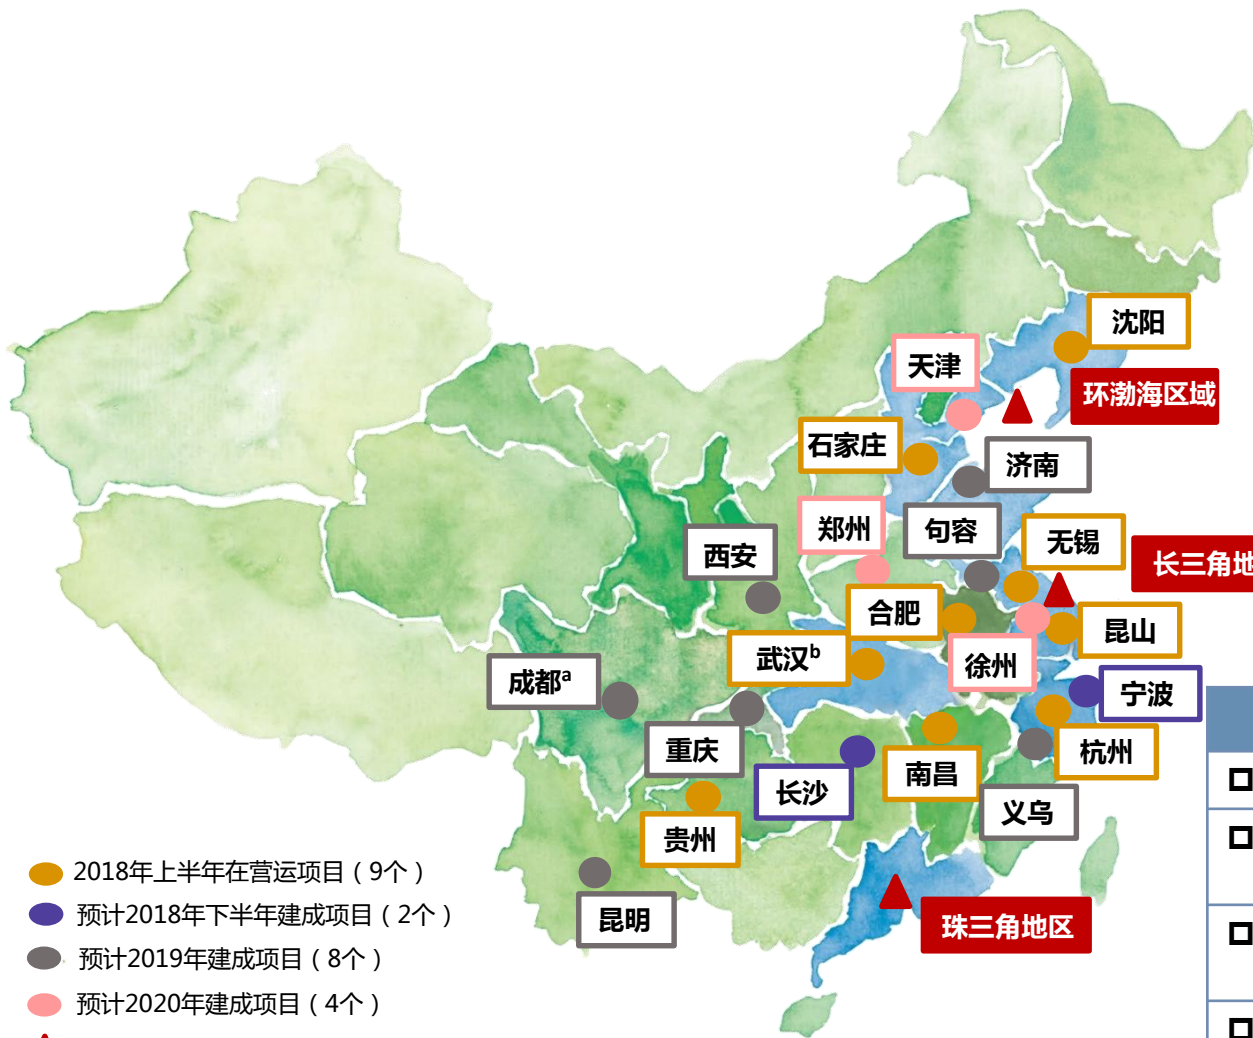 沈阳
天津
环渤海区域
石家庄
济南
郑州
句容
无锡
西安
长三角地
合肥
昆山
武汉b
徐州
成都a
宁波
重庆
杭州
南昌
长沙
义乌
贵州
昆明
珠三角地区
2018年上半年在营运项目（9个）
预计2018年下半年建成项目（2个）
预计2019年建成项目（8个）
预计2020年建成项目（4个）